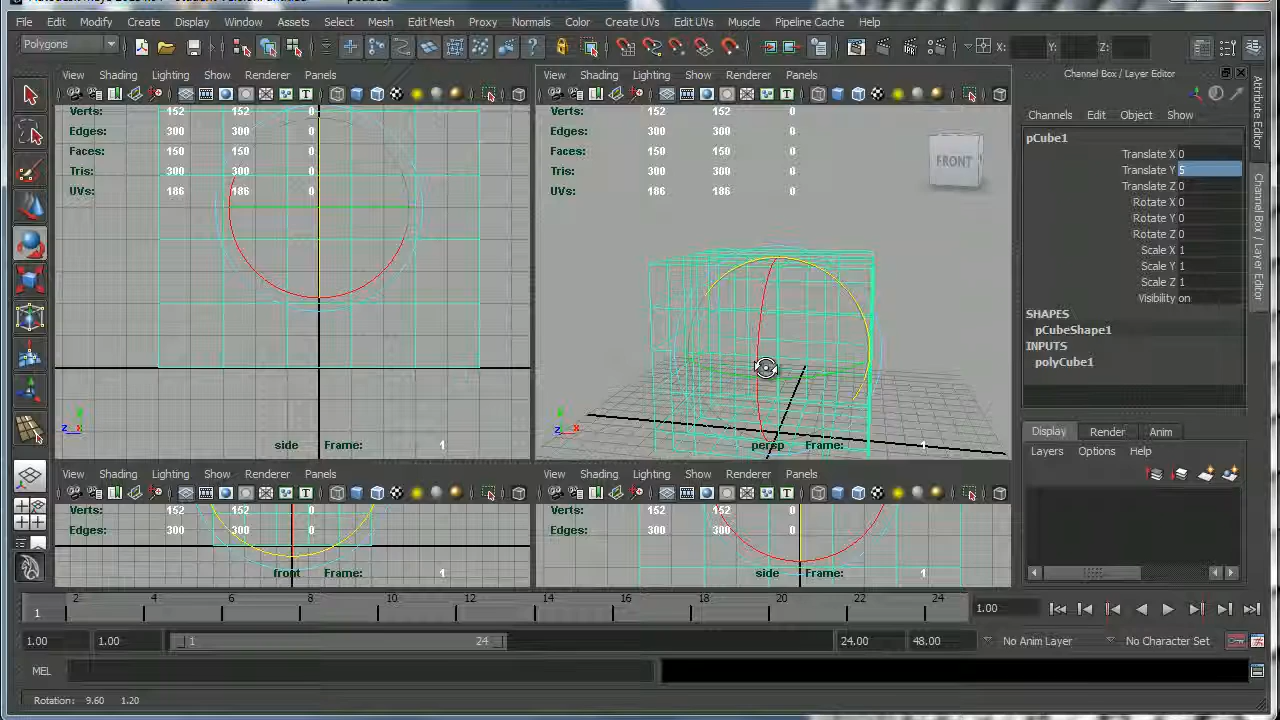 File Edit Modify Create Display Window Assets Select Mesh Edit Mesh Proxy Normals Color Create UVs Edit UVs Muscle Pipeline Cache Help
Polygons X: Y: Z:
View Shading Lighting Show Renderer Panels
View Shading Lighting Show Renderer Panels
Channel Box / Layer Editor
Verts: 152 152 0
Edges: 300 300 0
Faces: 150 150 0
Tris: 300 300 0
UVs: 186 186 0
z x y
side Frame: 1
Verts: 152 152 0
Edges: 300 300 0
Faces: 150 150 0
Tris: 300 300 0
UVs: 186 186 0
FRONT
z x y
persp Frame: 1
Channels Edit Object Show
pCube1
Translate X 0
Translate Y 5
Translate Z 0
Rotate X 0
Rotate Y 0
Rotate Z 0
Scale X 1
Scale Y 1
Scale Z 1
Visibility on
SHAPES
pCubeShape1
INPUTS
polyCube1
Attribute Editor
Channel Box / Layer Editor
Display Render Anim
Layers Options Help
View Shading Lighting Show Renderer Panels
Verts: 152 152 0
Edges: 300 300 0
front Frame: 1
View Shading Lighting Show Renderer Panels
Verts: 152 152 0
Edges: 300 300 0
side Frame: 1
1 2 4 6 8 10 12 14 16 18 20 22 24 1.00
1.00 1.00 1 24 24.00 48.00 No Anim Layer No Character Set
MEL
Rotation: 9.60 1.20